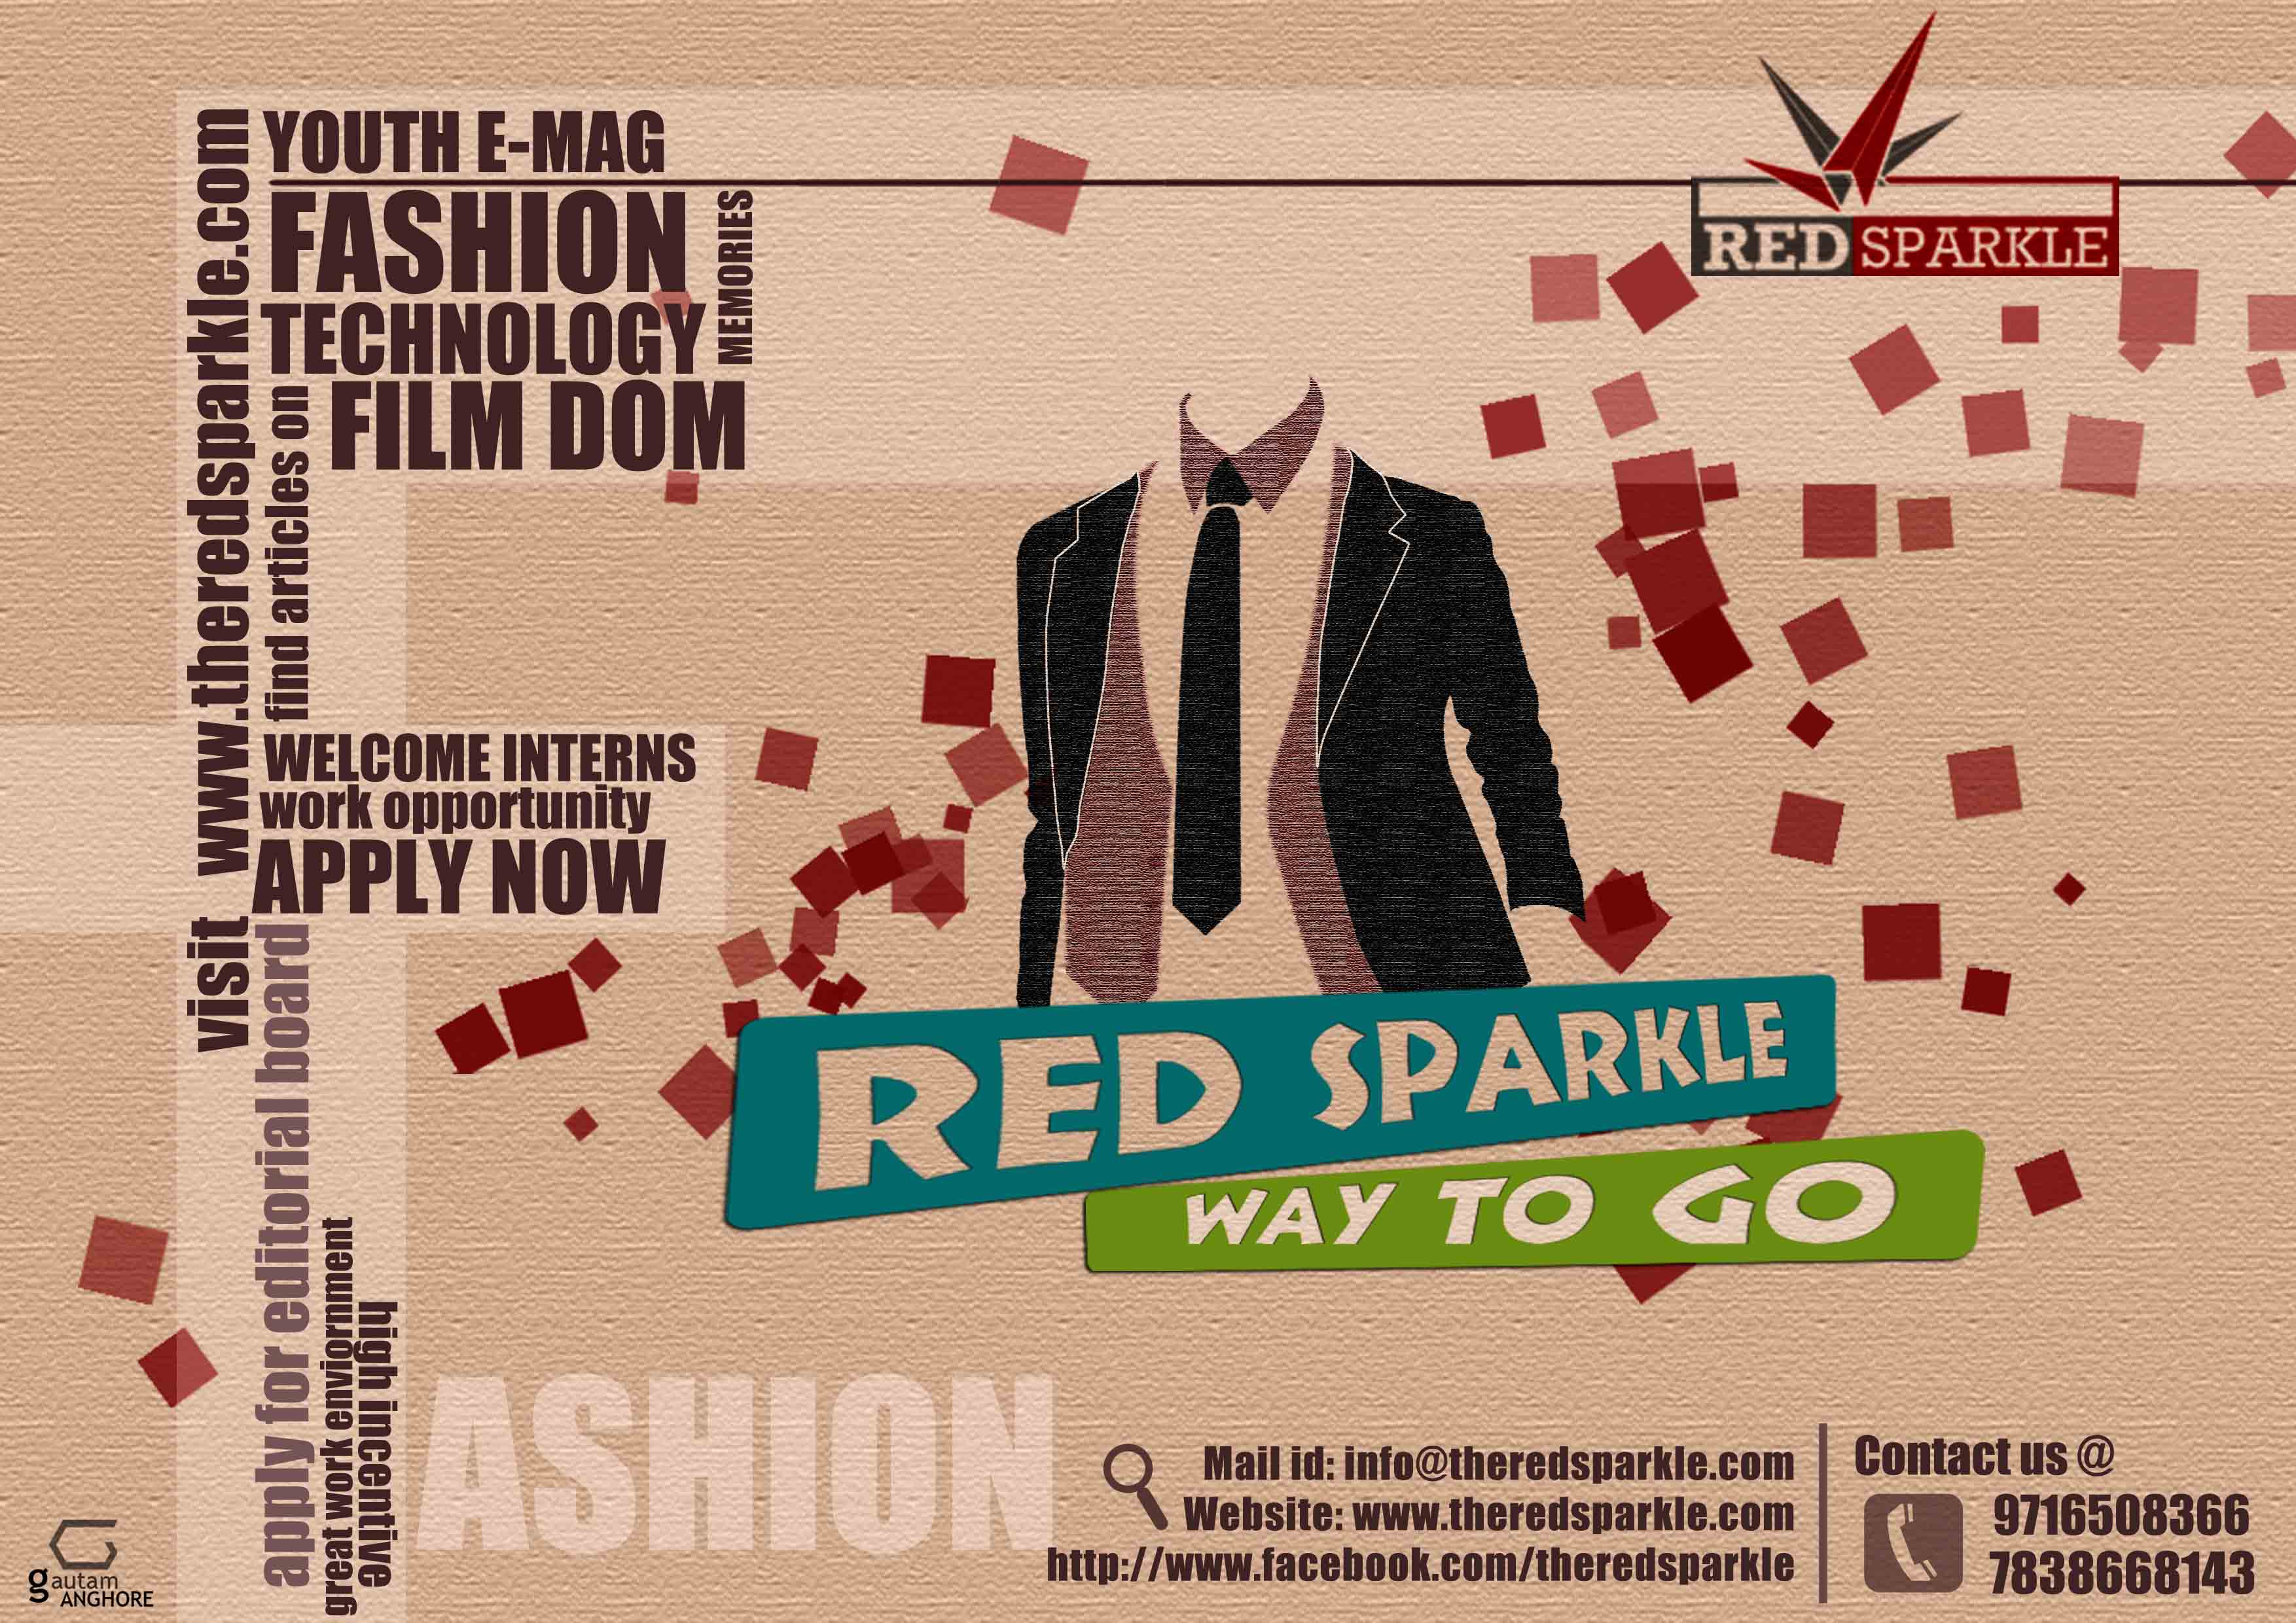 YOUTH E-MAG
FASHION
MEMORIES
TECHNOLOGY
FILM DOM
find articles on
visit www.theredsparkle.com
WELCOME INTERNS
work opportunity
APPLY NOW
apply for editorial board
great work enviornment
high incentive
RED SPARKLE
RED SPARKLE
WAY TO GO
ASHION
Mail id: info@theredsparkle.com
Website: www.theredsparkle.com
http://www.facebook.com/theredsparkle
Contact us @
9716508366
7838668143
gautam
ANGHORE